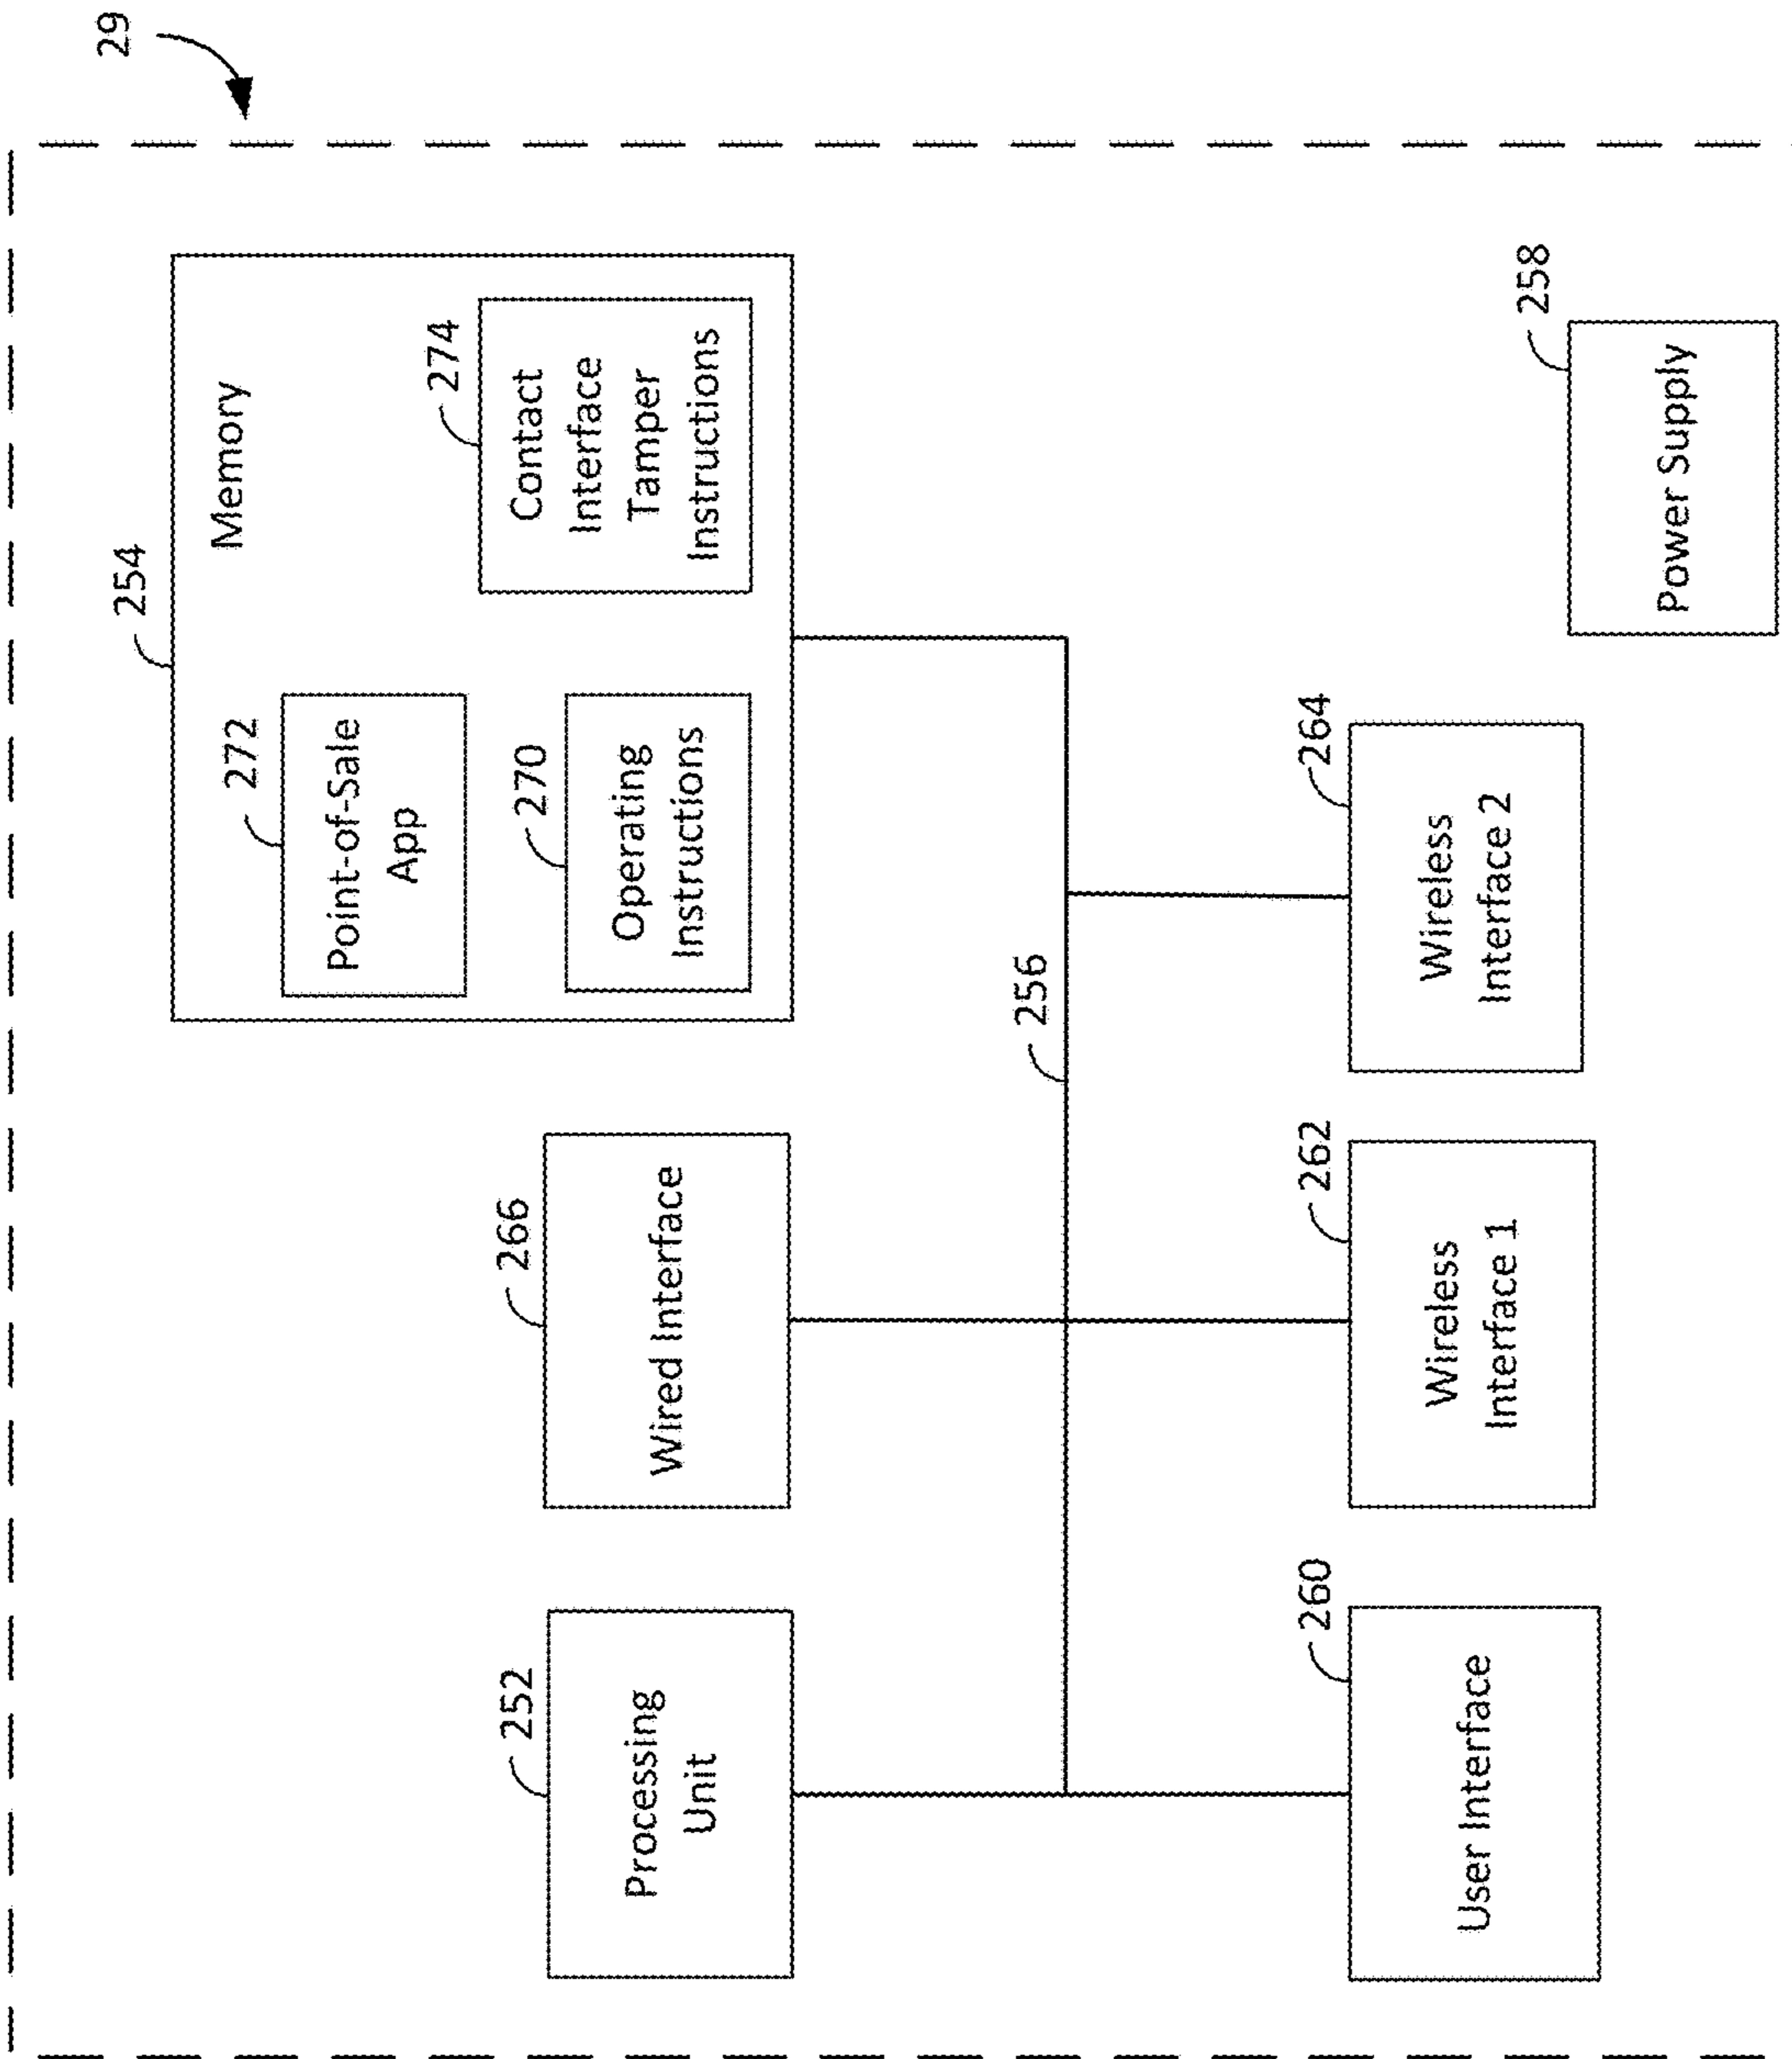 29
254
Memory
272
Point-of-Sale
App
274
Contact
Interface
Tamper
Instructions
270
Operating
Instructions
252
Processing
Unit
266
Wired Interface
256
260
User Interface
262
Wireless
Interface 1
264
Wireless
Interface 2
258
Power Supply